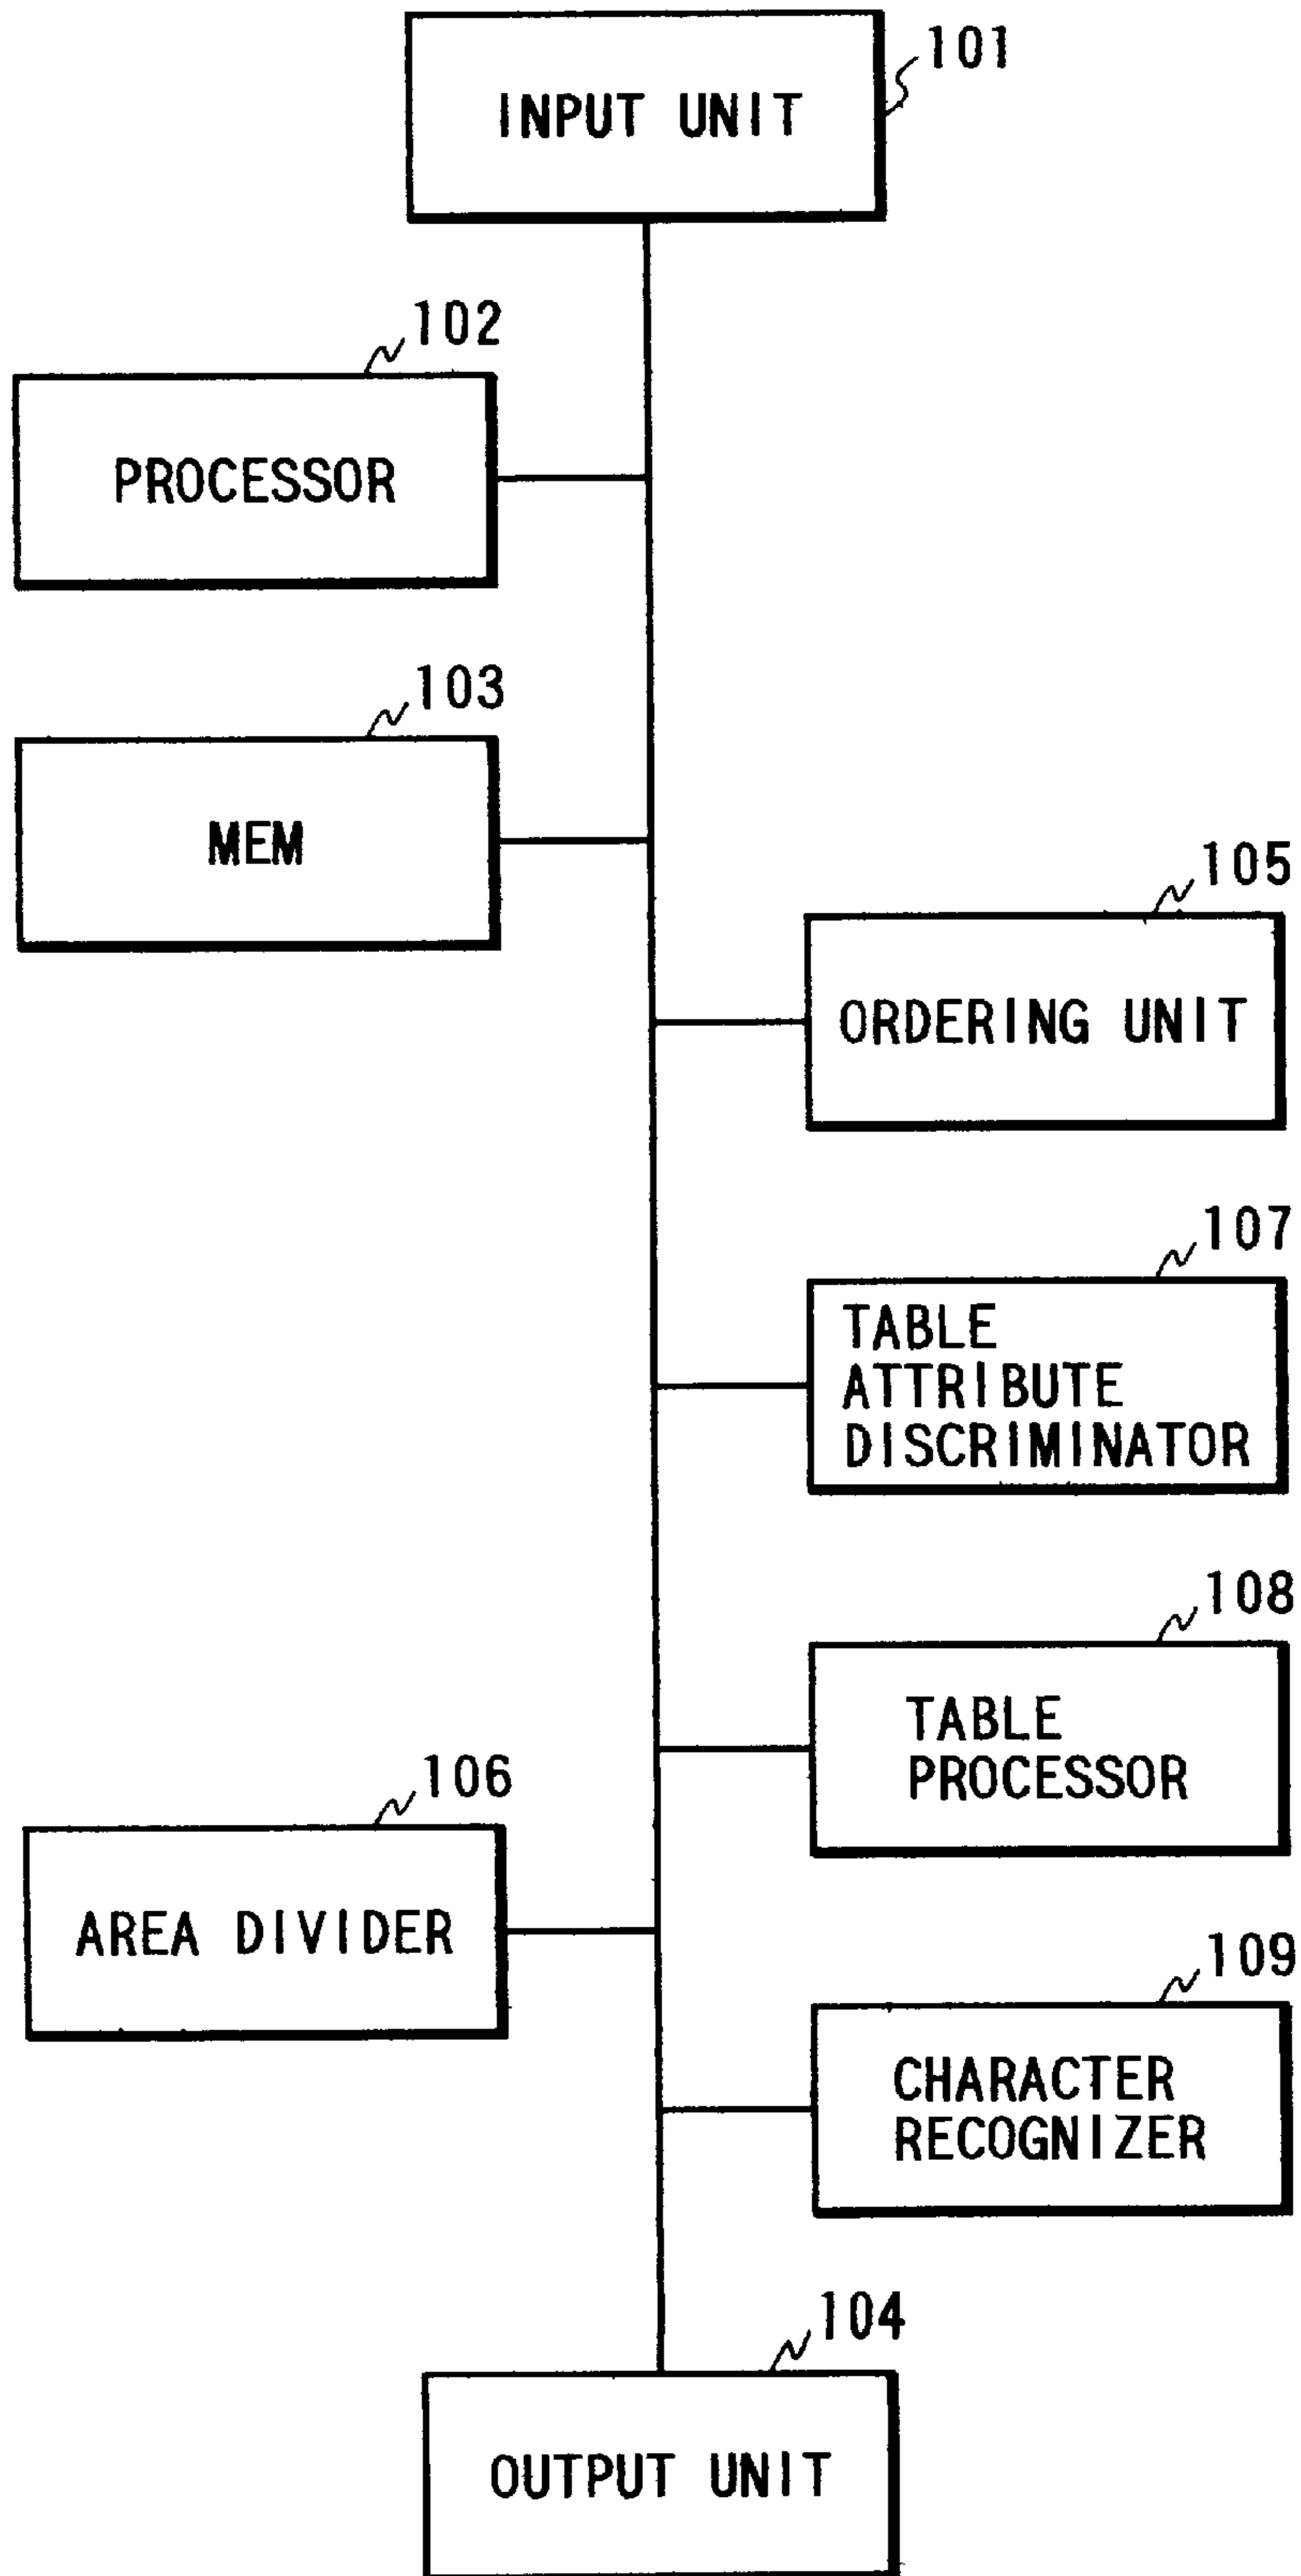 101
INPUT UNIT
102
PROCESSOR
103
MEM
105
ORDERING UNIT
107
TABLE
ATTRIBUTE
DISCRIMINATOR
108
TABLE
PROCESSOR
106
AREA DIVIDER
109
CHARACTER
RECOGNIZER
104
OUTPUT UNIT